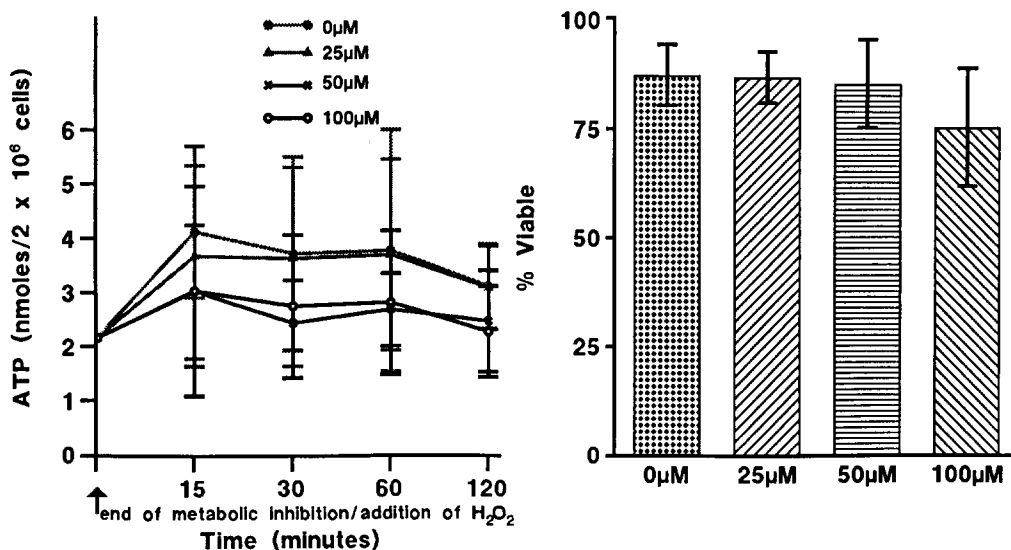 0µM
25µM
50µM
100µM
ATP (nmoles/2 x 10⁶ cells)
6
5
4
3
2
1
0
15 30 60 120
end of metabolic inhibition/addition of H₂O₂
Time (minutes)
% Viable
100
75
50
25
0
0µM 25µM 50µM 100µM